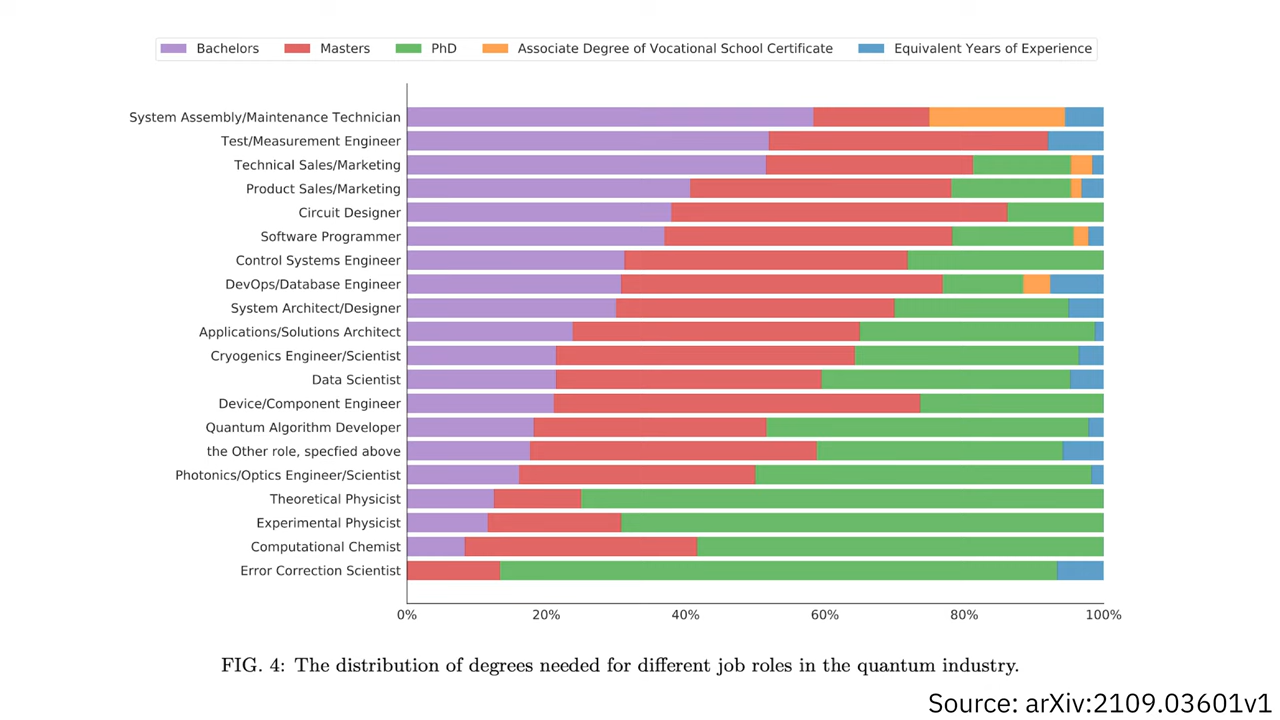 Bachelors Masters PhD Associate Degree of Vocational School Certificate Equivalent Years of Experience
System Assembly/Maintenance Technician
Test/Measurement Engineer
Technical Sales/Marketing
Product Sales/Marketing
Circuit Designer
Software Programmer
Control Systems Engineer
DevOps/Database Engineer
System Architect/Designer
Applications/Solutions Architect
Cryogenics Engineer/Scientist
Data Scientist
Device/Component Engineer
Quantum Algorithm Developer
the Other role, specfied above
Photonics/Optics Engineer/Scientist
Theoretical Physicist
Experimental Physicist
Computational Chemist
Error Correction Scientist
0% 20% 40% 60% 80% 100%
FIG. 4: The distribution of degrees needed for different job roles in the quantum industry.
Source: arXiv:2109.03601v1